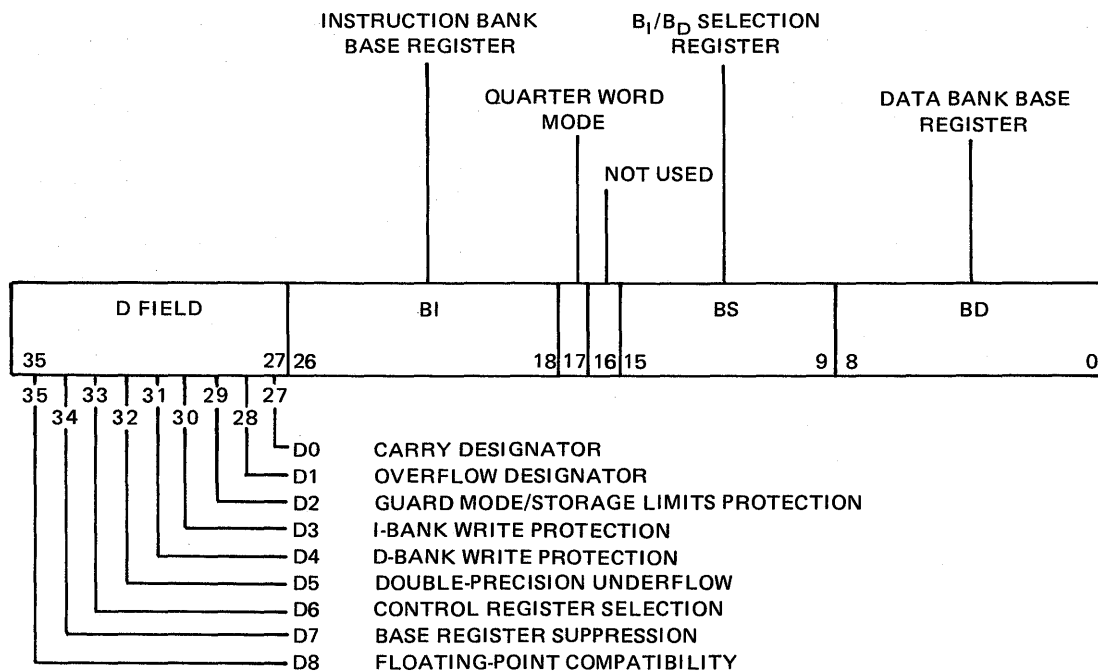 INSTRUCTION BANK
BASE REGISTER
BI/BD SELECTION
REGISTER
QUARTER WORD
MODE
DATA BANK BASE
REGISTER
NOT USED
D FIELD BI BS BD
35 27 26 18 17 16 15 9 8 0
35 33 31 29 27
34 32 30 28
D0 CARRY DESIGNATOR
D1 OVERFLOW DESIGNATOR
D2 GUARD MODE/STORAGE LIMITS PROTECTION
D3 I-BANK WRITE PROTECTION
D4 D-BANK WRITE PROTECTION
D5 DOUBLE-PRECISION UNDERFLOW
D6 CONTROL REGISTER SELECTION
D7 BASE REGISTER SUPPRESSION
D8 FLOATING-POINT COMPATIBILITY